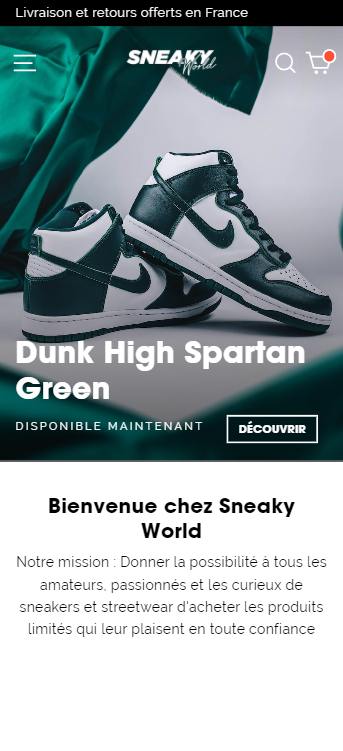 Livraison et retours offerts en France
SNEAKY
World
Dunk High Spartan
Green
DISPONIBLE MAINTENANT
DÉCOUVRIR
Bienvenue chez Sneaky
World
Notre mission : Donner la possibilité à tous les
amateurs, passionnés et les curieux de
sneakers et streetwear d'acheter les produits
limités qui leur plaisent en toute confiance